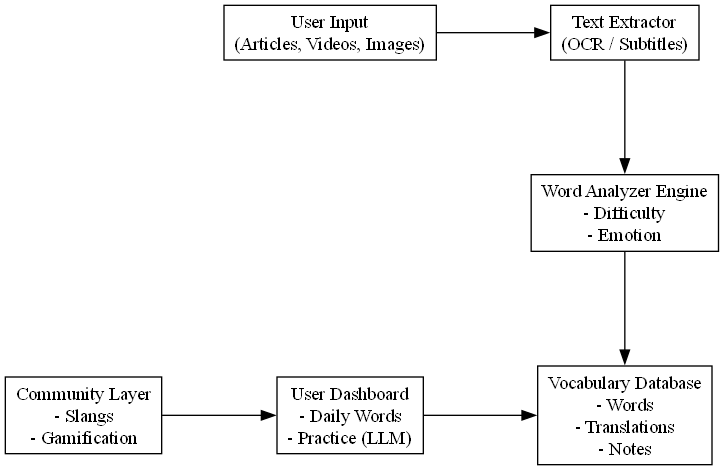 User Input
(Articles, Videos, Images)
Text Extractor
(OCR / Subtitles)
Word Analyzer Engine
- Difficulty
- Emotion
Community Layer
- Slangs
- Gamification
User Dashboard
- Daily Words
- Practice (LLM)
Vocabulary Database
- Words
- Translations
- Notes